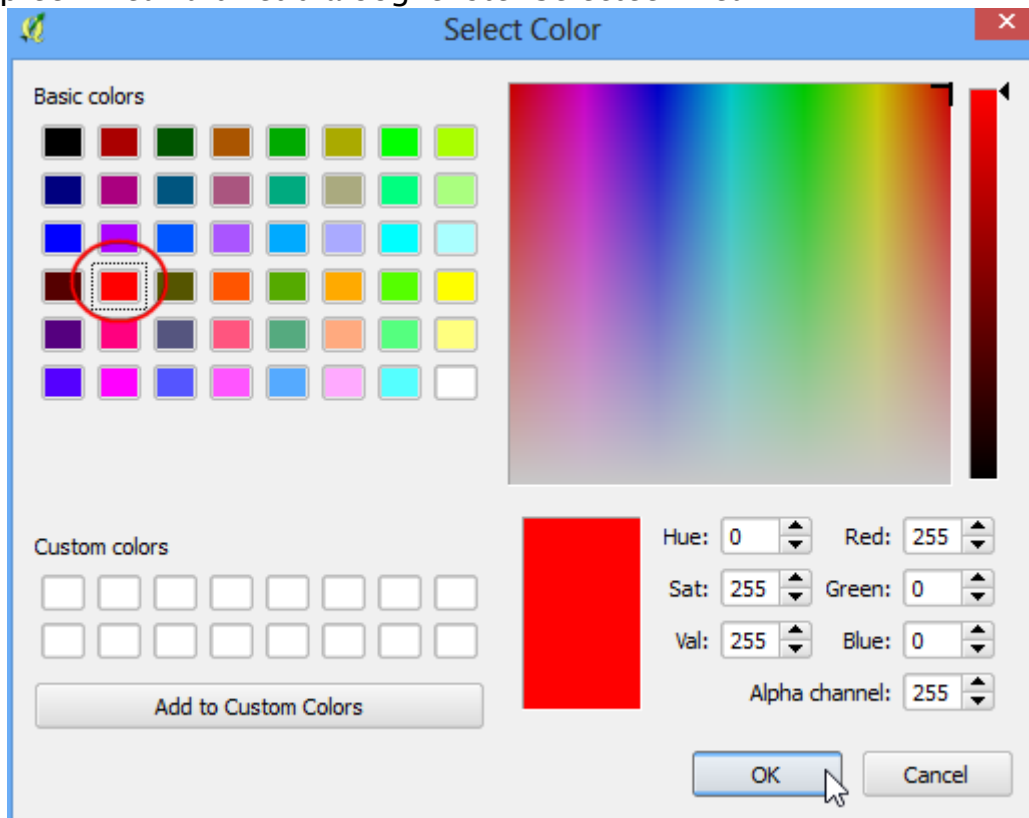 Select Color
Basic colors
Custom colors
Add to Custom Colors
Hue: 0 Red: 255
Sat: 255 Green: 0
Val: 255 Blue: 0
Alpha channel: 255
OK Cancel